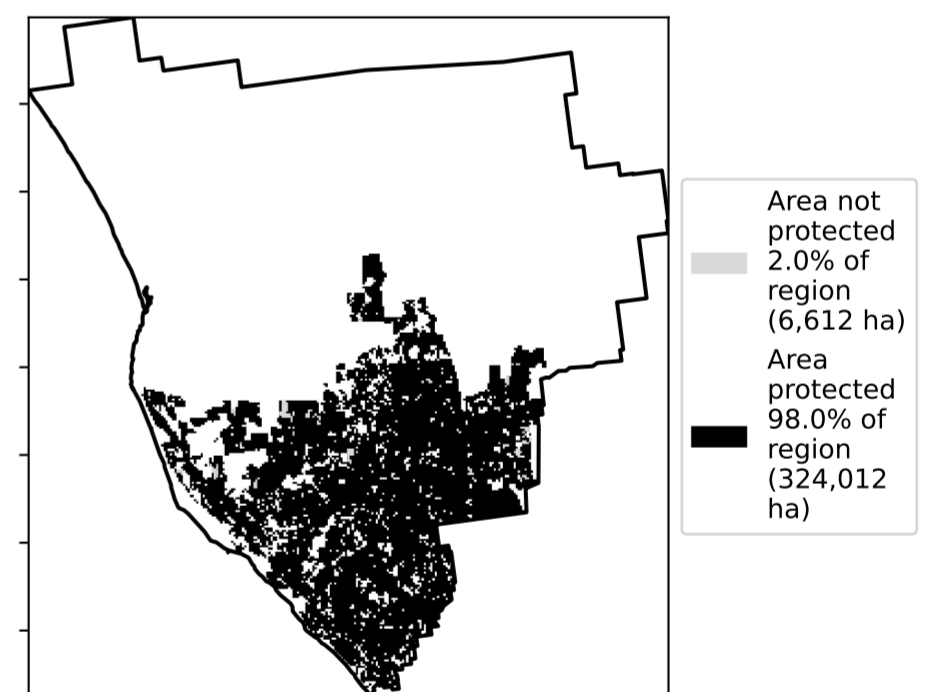 Area not
protected
2.0% of
region
(6,612 ha)
Area
protected
98.0% of
region
(324,012
ha)